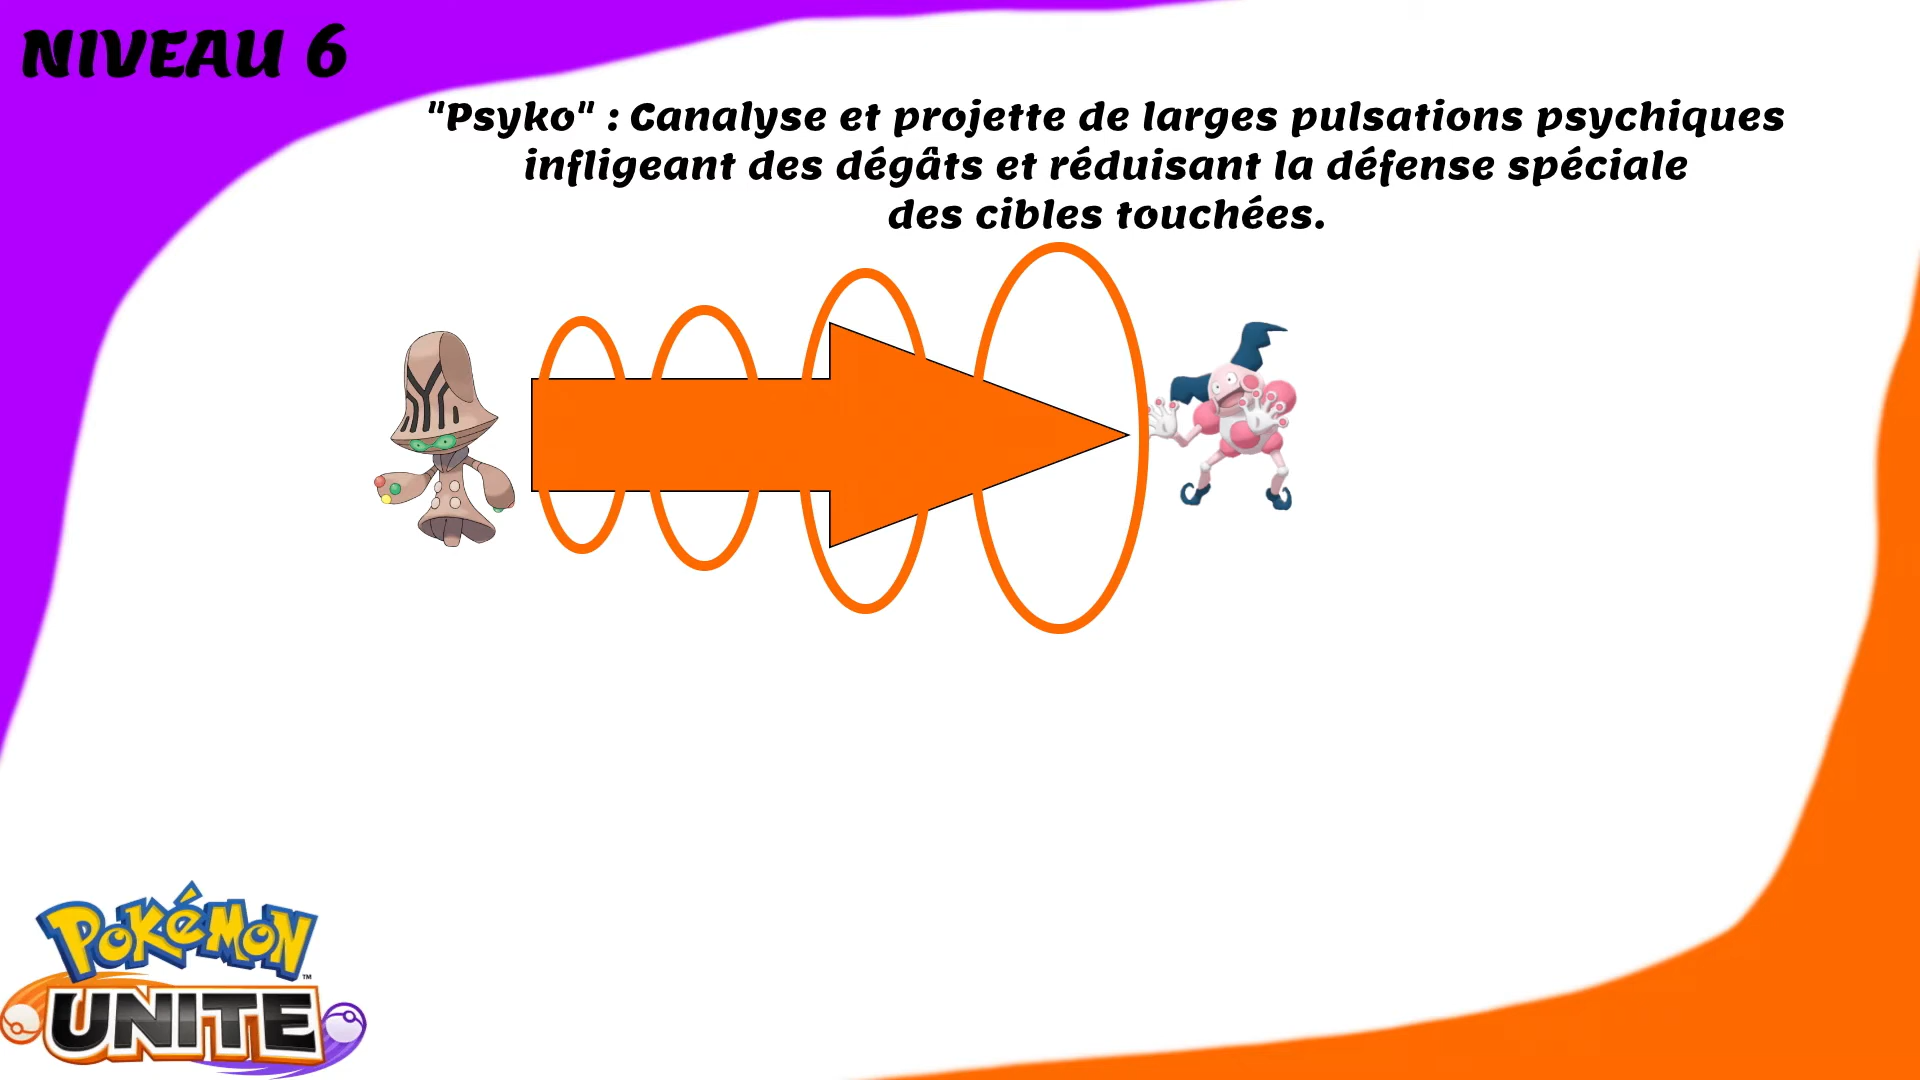 NIVEAU 6
"Psyko" : Canalyse et projette de larges pulsations psychiques
infligeant des dégâts et réduisant la défense spéciale
des cibles touchées.
POKéMON
™
UNITE